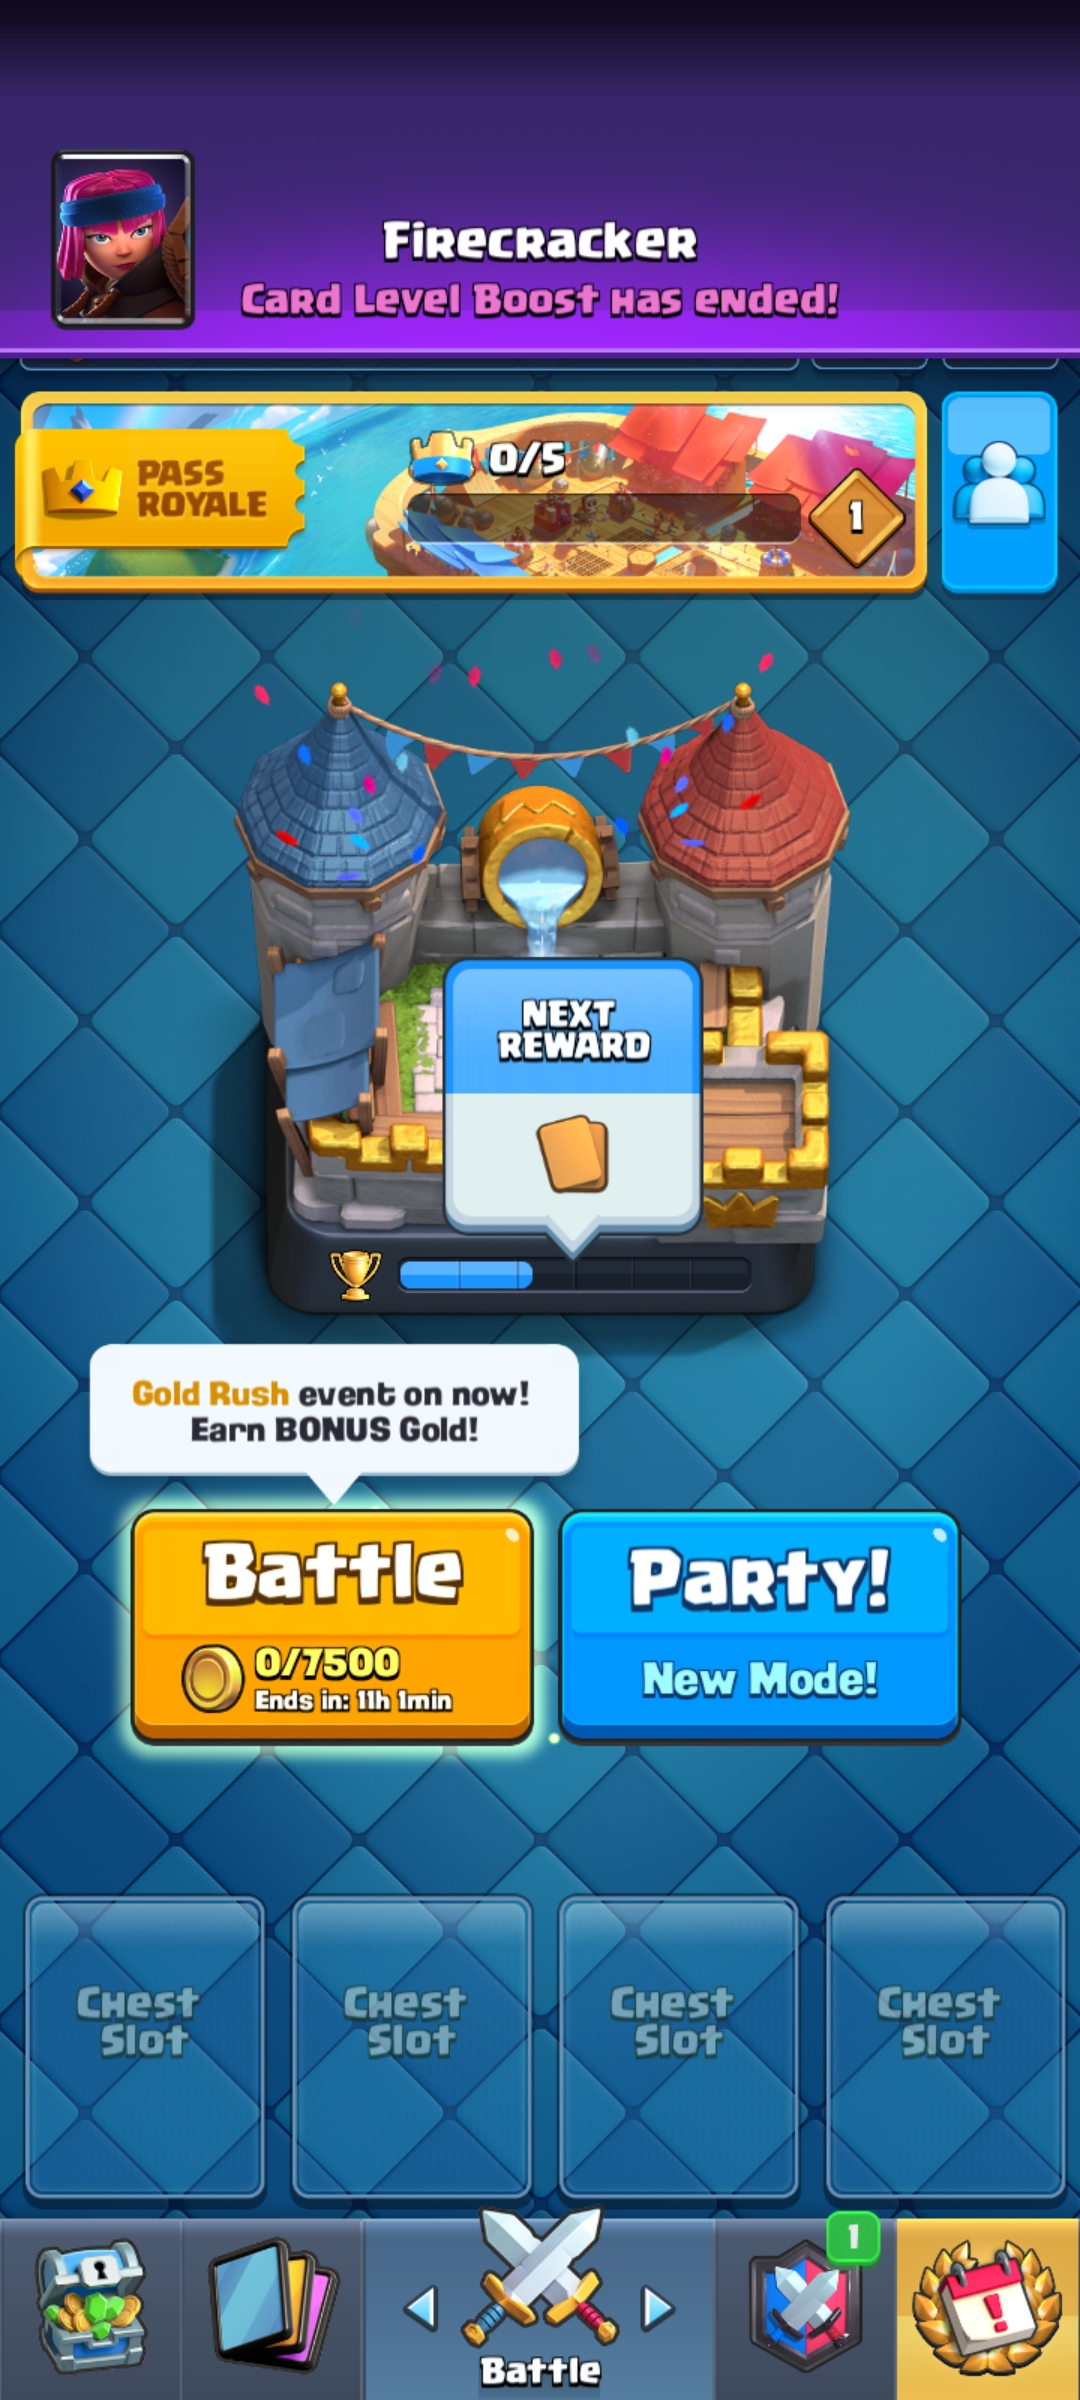 Firecracker
Card Level Boost has ended!
PASS
ROYALE
0/5
1
NEXT
REWARD
Gold Rush event on now!
Earn BONUS Gold!
Battle
0/7500
Ends in: 11h 1min
Party!
New Mode!
Chest
Slot
Chest
Slot
Chest
Slot
Chest
Slot
1
Battle